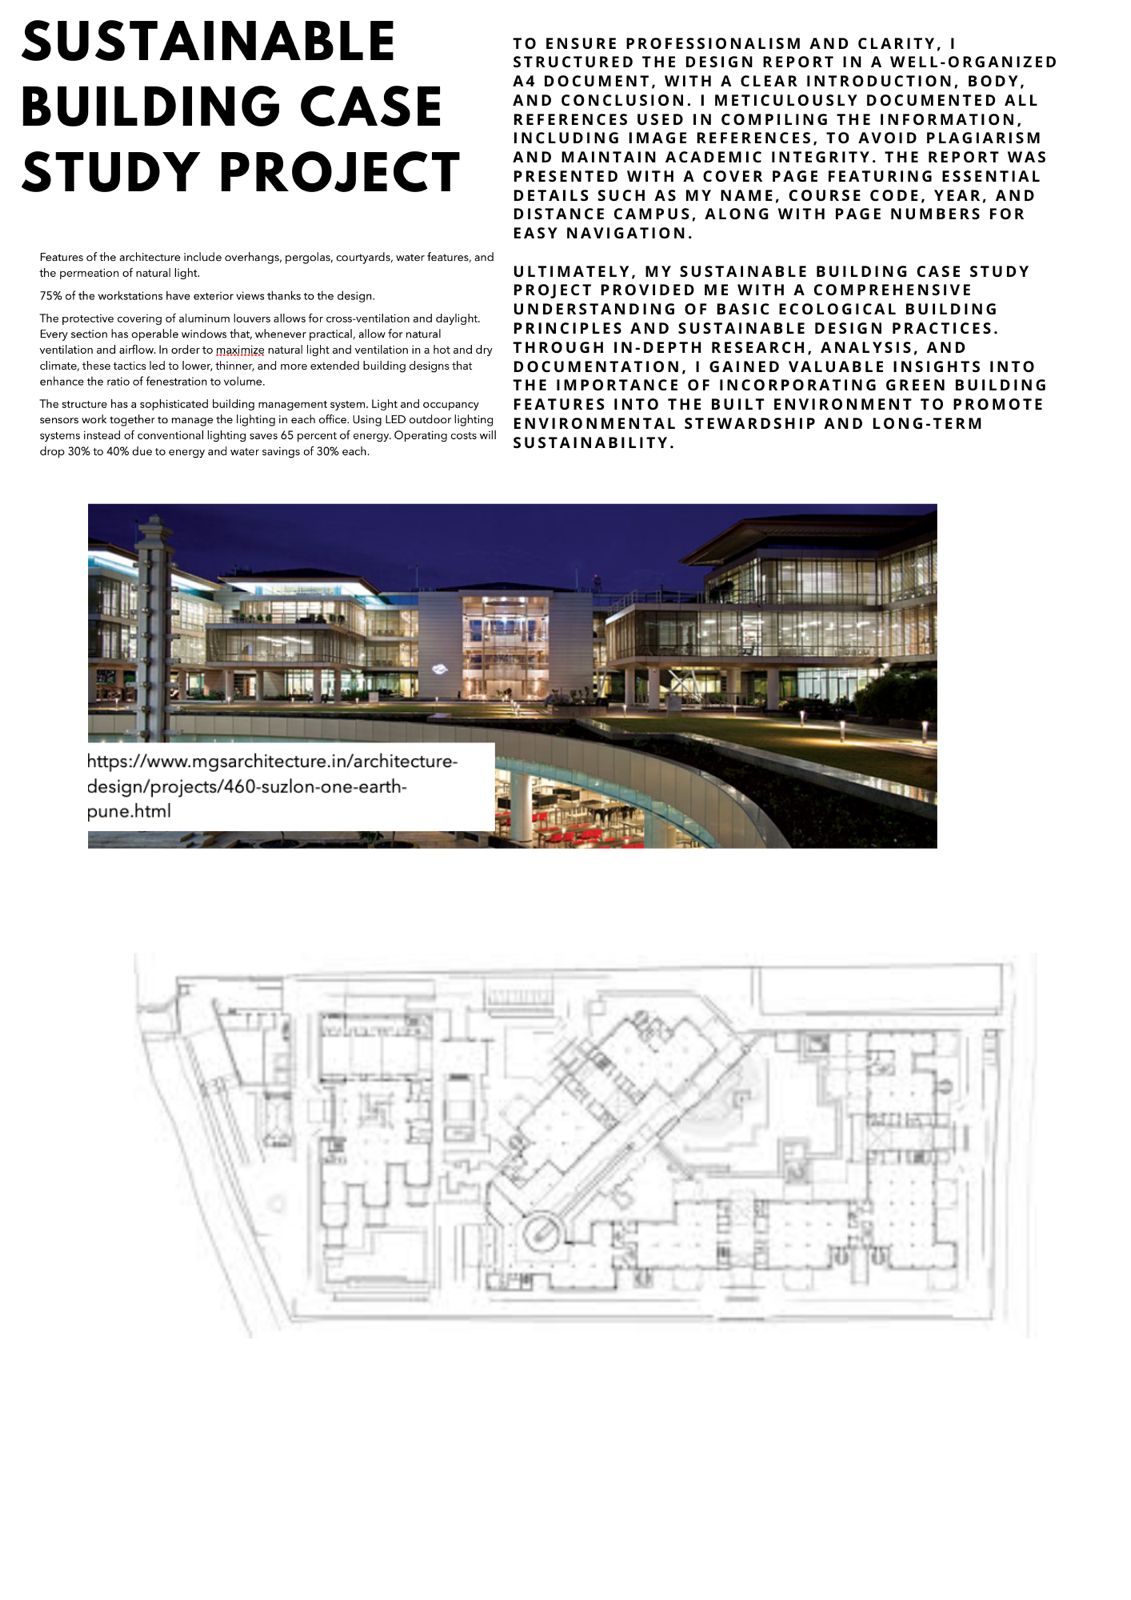 SUSTAINABLE
BUILDING CASE
STUDY PROJECT
Features of the architecture include overhangs, pergolas, courtyards, water features, and
the permeation of natural light.
75% of the workstations have exterior views thanks to the design.
The protective covering of aluminum louvers allows for cross-ventilation and daylight.
Every section has operable windows that, whenever practical, allow for natural
ventilation and airflow. In order to maximize natural light and ventilation in a hot and dry
climate, these tactics led to lower, thinner, and more extended building designs that
enhance the ratio of fenestration to volume.
The structure has a sophisticated building management system. Light and occupancy
sensors work together to manage the lighting in each office. Using LED outdoor lighting
systems instead of conventional lighting saves 65 percent of energy. Operating costs will
drop 30% to 40% due to energy and water savings of 30% each.
TO ENSURE PROFESSIONALISM AND CLARITY, I
STRUCTURED THE DESIGN REPORT IN A WELL-ORGANIZED
A4 DOCUMENT, WITH A CLEAR INTRODUCTION, BODY,
AND CONCLUSION. I METICULOUSLY DOCUMENTED ALL
REFERENCES USED IN COMPILING THE INFORMATION,
INCLUDING IMAGE REFERENCES, TO AVOID PLAGIARISM
AND MAINTAIN ACADEMIC INTEGRITY. THE REPORT WAS
PRESENTED WITH A COVER PAGE FEATURING ESSENTIAL
DETAILS SUCH AS MY NAME, COURSE CODE, YEAR, AND
DISTANCE CAMPUS, ALONG WITH PAGE NUMBERS FOR
EASY NAVIGATION.
ULTIMATELY, MY SUSTAINABLE BUILDING CASE STUDY
PROJECT PROVIDED ME WITH A COMPREHENSIVE
UNDERSTANDING OF BASIC ECOLOGICAL BUILDING
PRINCIPLES AND SUSTAINABLE DESIGN PRACTICES.
THROUGH IN-DEPTH RESEARCH, ANALYSIS, AND
DOCUMENTATION, I GAINED VALUABLE INSIGHTS INTO
THE IMPORTANCE OF INCORPORATING GREEN BUILDING
FEATURES INTO THE BUILT ENVIRONMENT TO PROMOTE
ENVIRONMENTAL STEWARDSHIP AND LONG-TERM
SUSTAINABILITY.
https://www.mgsarchitecture.in/architecture-
design/projects/460-suzlon-one-earth-
pune.html